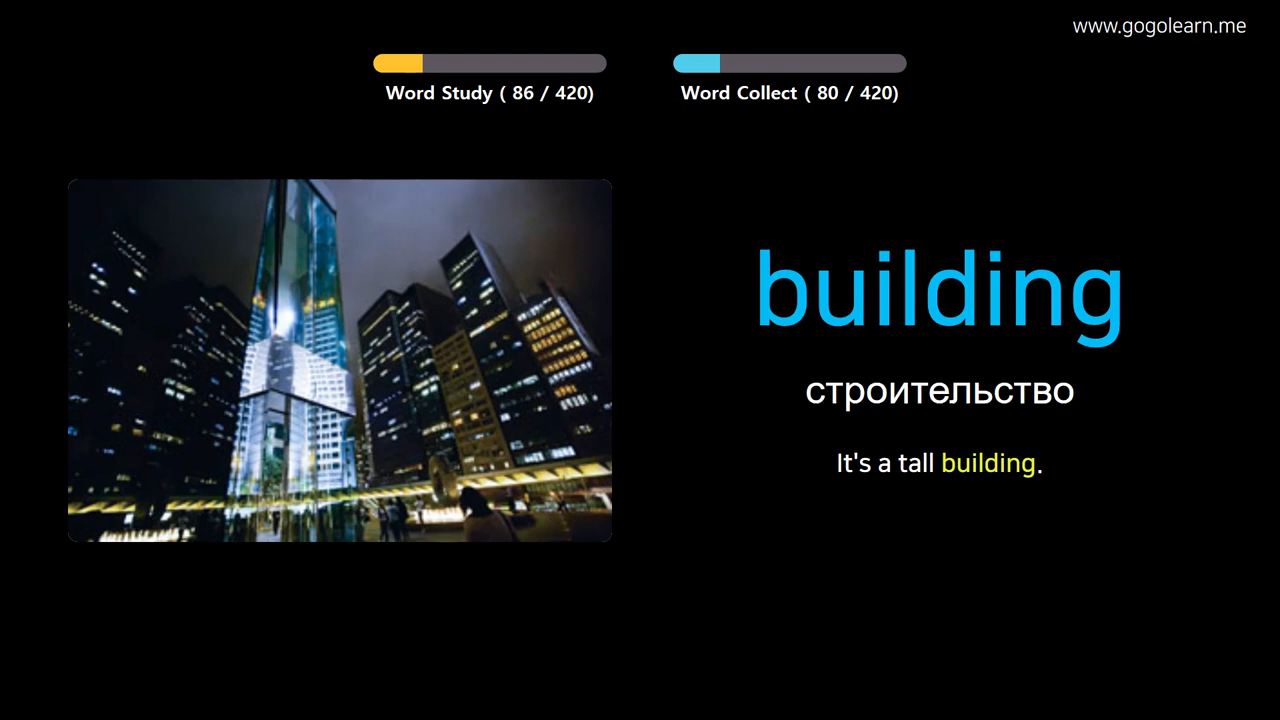 www.gogolearn.me
Word Study ( 86 / 420)
Word Collect ( 80 / 420)
building
строительство
It's a tall building.